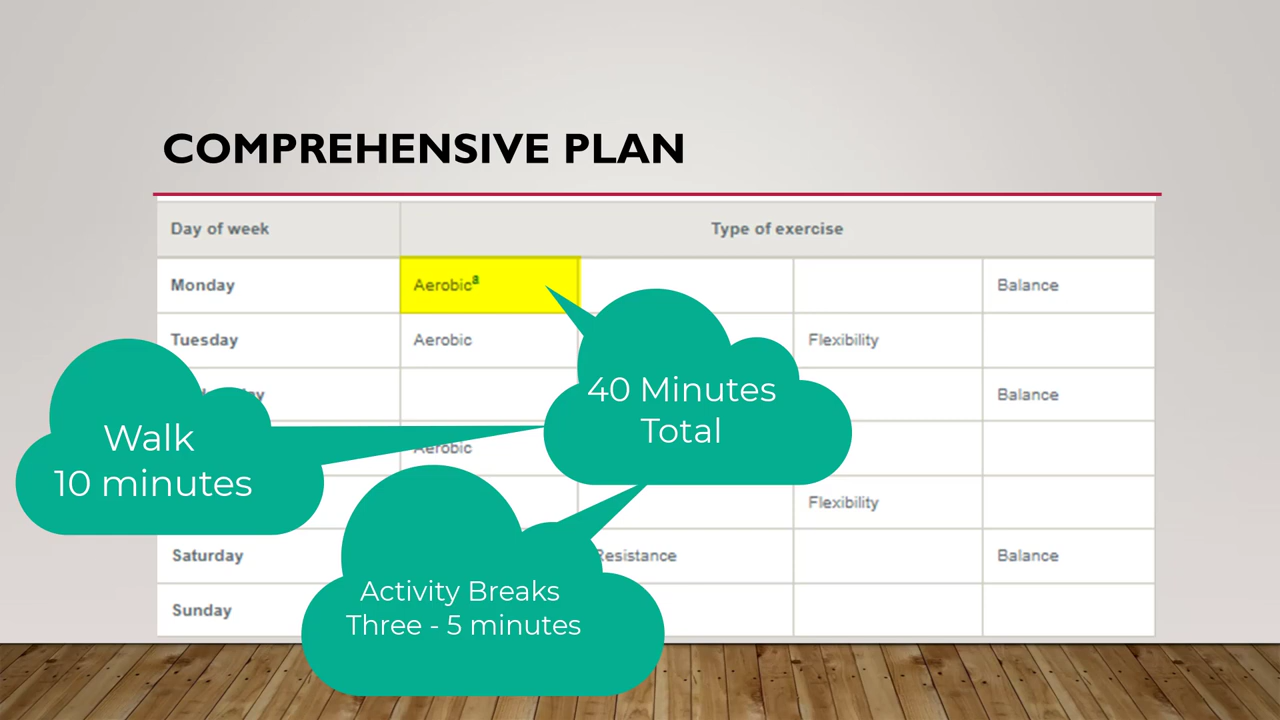 COMPREHENSIVE PLAN
Day of week Type of exercise
Monday Aerobicª Balance
Tuesday Aerobic Flexibility
Balance
Aerobic
Flexibility
Saturday Resistance Balance
Sunday
40 Minutes
Total
Walk
10 minutes
Activity Breaks
Three - 5 minutes